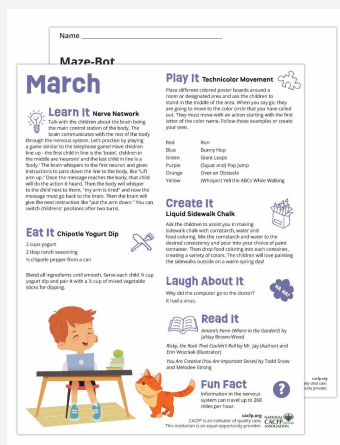 Name
Maze-Bot
March
Learn It Nerve Network
Talk with the children about the brain being
the main control station of the body. The
brain communicates with the rest of the body
through the nervous system. Let's practice by playing
a game similar to the telephone game! Have children
line up - the first child in line is the 'brain', children in
the middle are 'neurons' and the last child in line is a
'body.' The brain whispers to the first neuron and gives
instructions to pass down the line to the body, like "Lift
arm up." Once the message reaches the body, that child
will do the action it heard. Then the body will whisper
to the child next to them, "my arm is tired" and now the
message must go back to the brain. Then the brain will
give the next instruction like "put the arm down." You can
switch childrens' positions after two turns.
Eat It Chipotle Yogurt Dip
2 cups yogurt
2 tbsp ranch seasoning
½ chipotle pepper from a can
Blend all ingredients until smooth. Serve each child ¼ cup
yogurt dip and pair it with a ½ cup of mixed vegetable
sticks for dipping.
Play It Technicolor Movement
Place different colored poster boards around a
room or designated area and ask the children to
stand in the middle of the area. When you say go, they
are going to move to the color circle that you have called
out. They must move with an action starting with the first
letter of the color name. Follow these examples or create
your own.
Red Run
Blue Bunny Hop
Green Giant Leaps
Purple (Squat) and Pop Jump
Orange Over an Obstacle
Yellow (Whisper) Yell the ABCs While Walking
Create It
Liquid Sidewalk Chalk
Ask the children to assist you in making
sidewalk chalk with cornstarch, water and
food coloring. Mix the cornstarch and water to the
desired consistency and pour into your choice of paint
container. Then drop food coloring into each container,
creating a variety of colors. The children will love painting
the sidewalks outside on a warm spring day!
Laugh About It
Why did the computer go to the doctor?
It had a virus.
HA HA!
Read It
Amara's Farm (Where in the Garden?) by
JaNay Brown-Wood
Ricky, the Rock That Couldn't Roll by Mr. Jay (Author) and
Erin Wozniak (Illustrator)
You Are Creative (You Are Important Series) by Todd Snow
and Melodee Strong
Fun Fact
Information in the nervous
system can travel up to 268
miles per hour.
?
cacfp.org
CACFP is an indicator of quality care.
This institution is an equal opportunity provider.
NATIONAL
CACFP
ASSOCIATION
cacfp.org